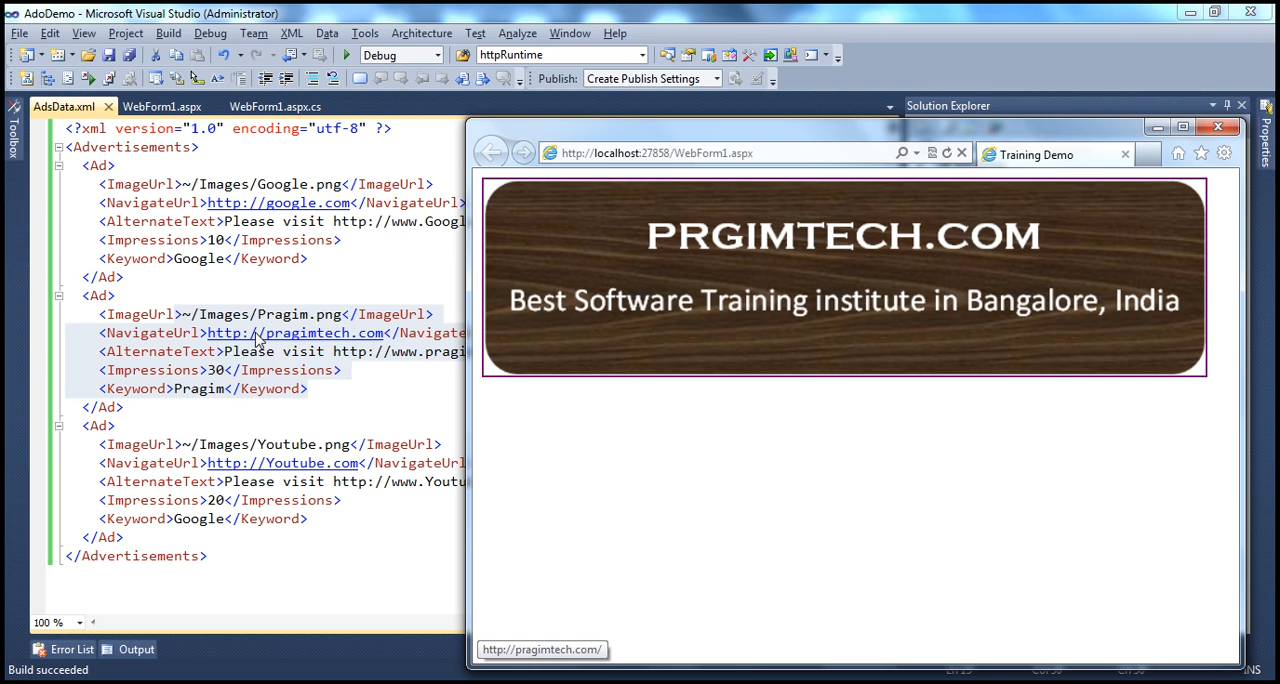 AdoDemo - Microsoft Visual Studio (Administrator)
File Edit View Project Build Debug Team XML Data Tools Architecture Test Analyze Window Help
Debug httpRuntime
Publish: Create Publish Settings
AdsData.xml WebForm1.aspx WebForm1.aspx.cs
Solution Explorer
Toolbox
Properties
<?xml version="1.0" encoding="utf-8" ?>
<Advertisements>
<Ad>
<ImageUrl>~/Images/Google.png</ImageUrl>
<NavigateUrl>http://google.com</NavigateUrl>
<AlternateText>Please visit http://www.Googl
<Impressions>10</Impressions>
<Keyword>Google</Keyword>
</Ad>
<Ad>
<ImageUrl>~/Images/Pragim.png</ImageUrl>
<NavigateUrl>http://pragimtech.com</Navigate
<AlternateText>Please visit http://www.pragi
<Impressions>30</Impressions>
<Keyword>Pragim</Keyword>
</Ad>
<Ad>
<ImageUrl>~/Images/Youtube.png</ImageUrl>
<NavigateUrl>http://Youtube.com</NavigateUrl
<AlternateText>Please visit http://www.Youtu
<Impressions>20</Impressions>
<Keyword>Google</Keyword>
</Ad>
</Advertisements>
http://localhost:27858/WebForm1.aspx
Training Demo
PRGIMTECH.COM
Best Software Training institute in Bangalore, India
http://pragimtech.com/
100 %
Error List Output
Build succeeded
INS